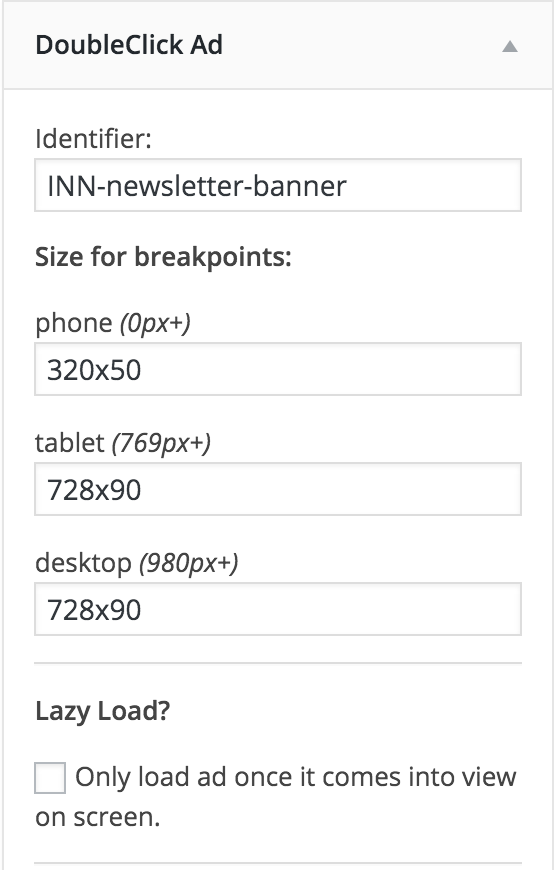 DoubleClick Ad
Identifier:
INN-newsletter-banner
Size for breakpoints:
phone (0px+)
320x50
tablet (769px+)
728x90
desktop (980px+)
728x90
Lazy Load?
Only load ad once it comes into view
on screen.